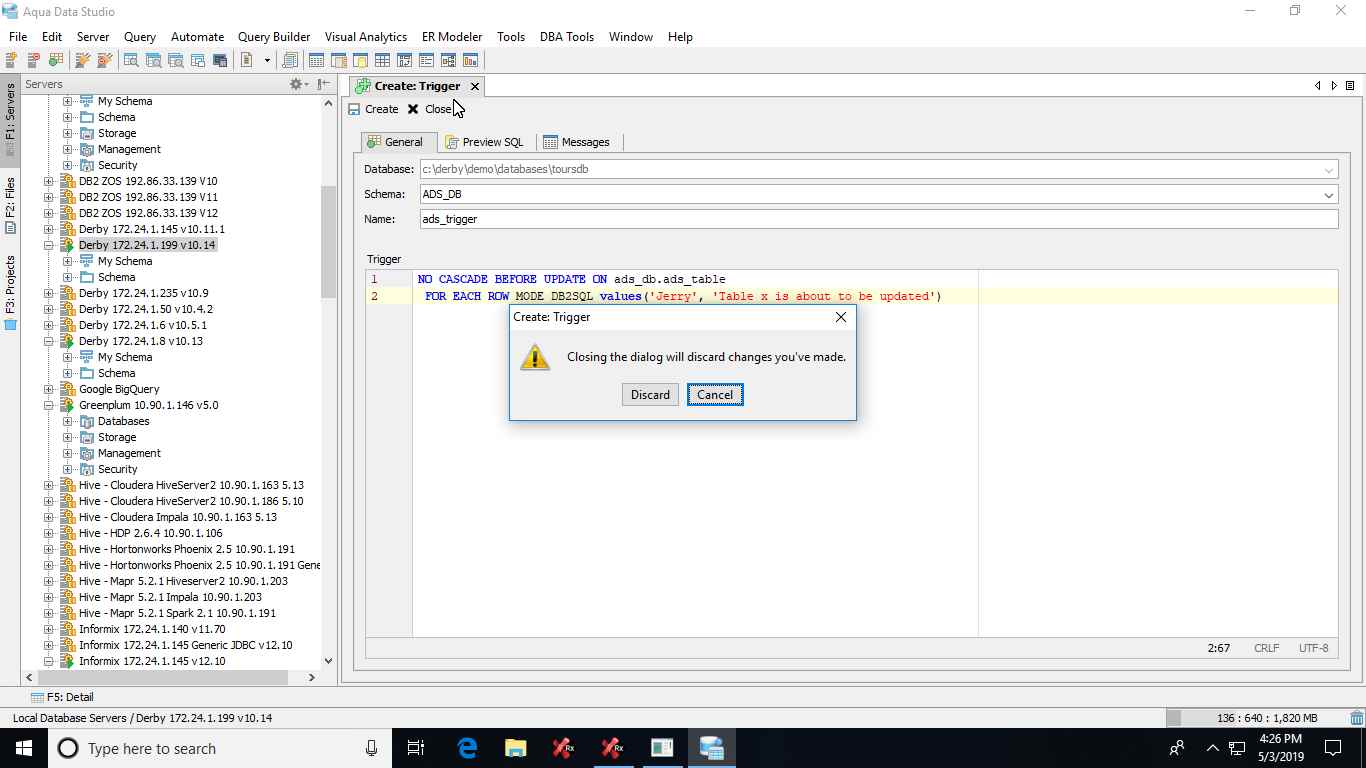 Aqua Data Studio
File Edit Server Query Automate Query Builder Visual Analytics ER Modeler Tools DBA Tools Window Help
F1: Servers
F2: Files
F3: Projects
Servers
My Schema
Schema
Storage
Management
Security
DB2 ZOS 192.86.33.139 V10
DB2 ZOS 192.86.33.139 V11
DB2 ZOS 192.86.33.139 V12
Derby 172.24.1.145 v10.11.1
Derby 172.24.1.199 v10.14
My Schema
Schema
Derby 172.24.1.235 v10.9
Derby 172.24.1.50 v10.4.2
Derby 172.24.1.6 v10.5.1
Derby 172.24.1.8 v10.13
My Schema
Schema
Google BigQuery
Greenplum 10.90.1.146 v5.0
Databases
Storage
Management
Security
Hive - Cloudera HiveServer2 10.90.1.163 5.13
Hive - Cloudera HiveServer2 10.90.1.186 5.10
Hive - Cloudera Impala 10.90.1.163 5.13
Hive - HDP 2.6.4 10.90.1.106
Hive - Hortonworks Phoenix 2.5 10.90.1.191
Hive - Hortonworks Phoenix 2.5 10.90.1.191 Gene
Hive - Mapr 5.2.1 Hiveserver2 10.90.1.203
Hive - Mapr 5.2.1 Impala 10.90.1.203
Hive - Mapr 5.2.1 Spark 2.1 10.90.1.191
Informix 172.24.1.140 v11.70
Informix 172.24.1.145 Generic JDBC v12.10
Informix 172.24.1.145 v12.10
Create: Trigger
Create Close
General Preview SQL Messages
Database: c:\derby\demo\databases\toursdb
Schema: ADS_DB
Name: ads_trigger
Trigger
1 NO CASCADE BEFORE UPDATE ON ads_db.ads_table
2 FOR EACH ROW MODE DB2SQL values('Jerry', 'Table x is about to be updated')
Create: Trigger
Closing the dialog will discard changes you've made.
Discard Cancel
2:67 CRLF UTF-8
F5: Detail
Local Database Servers / Derby 172.24.1.199 v10.14
136 : 640 : 1,820 MB
Type here to search
Rx
Rx
4:26 PM
5/3/2019